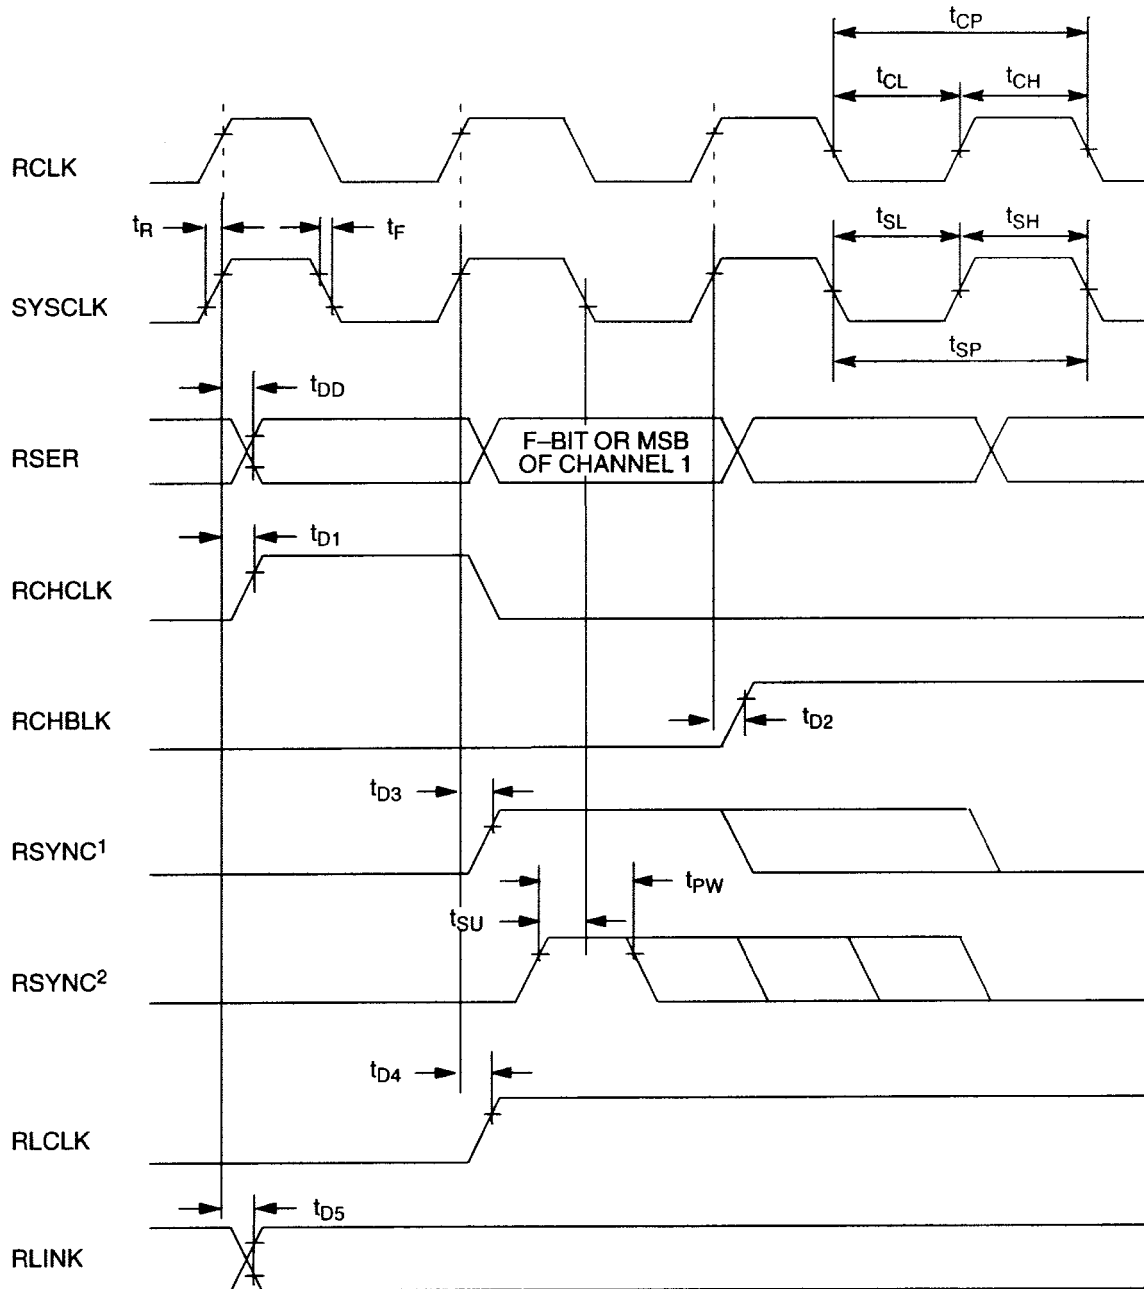 tCP
tCL
tCH
RCLK
tR
tF
tSL
tSH
SYSCLK
tSP
tDD
RSER
F–BIT OR MSB
OF CHANNEL 1
tD1
RCHCLK
RCHBLK
tD2
tD3
RSYNC1
tPW
tSU
RSYNC2
tD4
RLCLK
tD5
RLINK